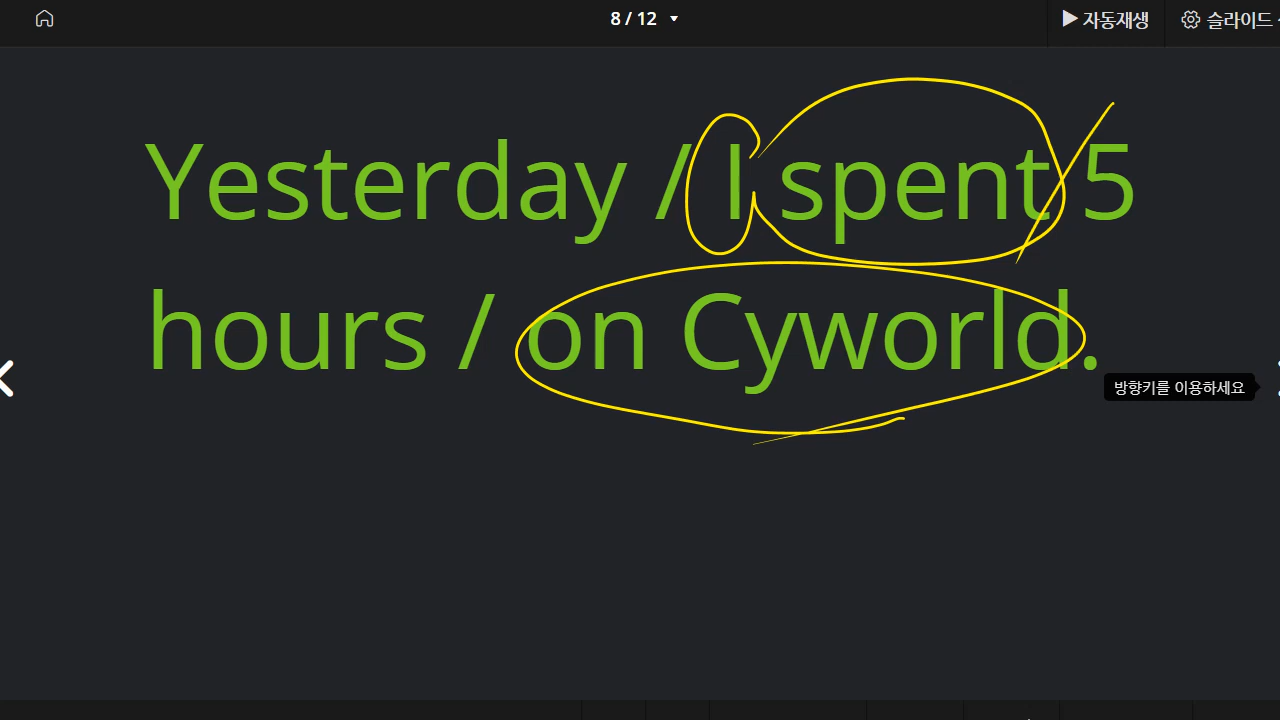 8 / 12
자동재생
슬라이드
Yesterday / I spent 5
hours / on Cyworld.
방향키를 이용하세요